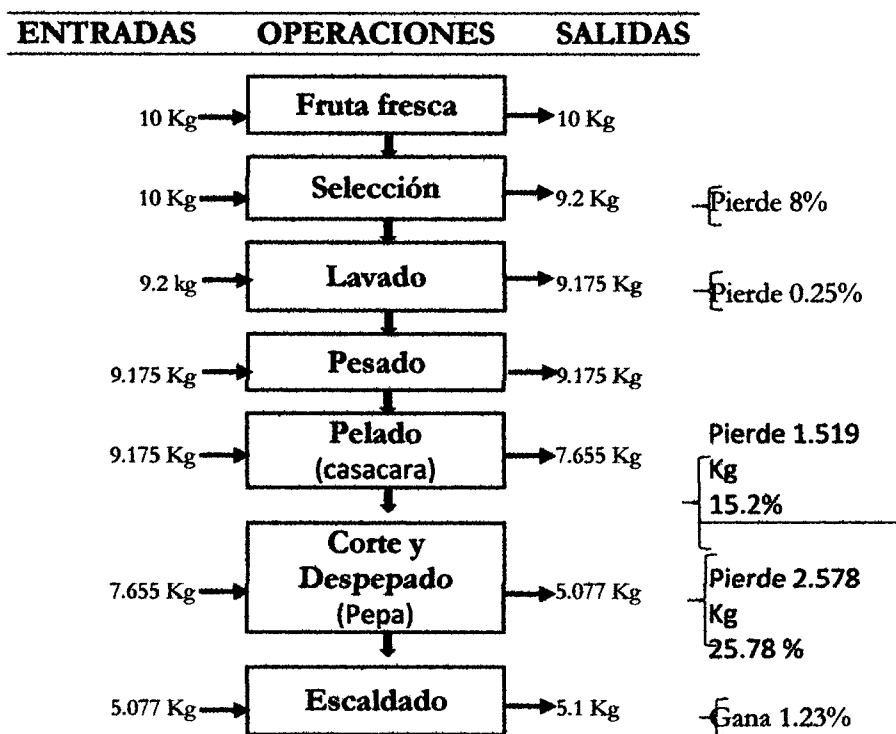 ENTRADAS OPERACIONES SALIDAS
10 Kg Fruta fresca 10 Kg
10 Kg Selección 9.2 Kg Pierde 8%
9.2 kg Lavado 9.175 Kg Pierde 0.25%
9.175 Kg Pesado 9.175 Kg
9.175 Kg Pelado 7.655 Kg Pierde 1.519
(casacara) Kg
15.2%
7.655 Kg Corte y 5.077 Kg Pierde 2.578
Despepado Kg
(Pepa) 25.78 %
5.077 Kg Escaldado 5.1 Kg Gana 1.23%